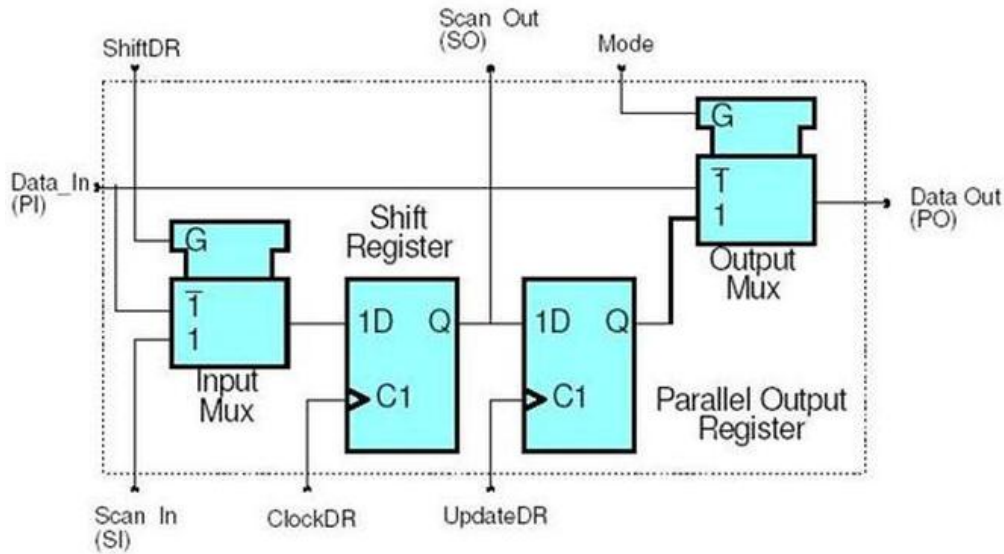 Scan Out
(SO)
ShiftDR
Mode
G
Data_In
(PI)
1̅
1
Data Out
(PO)
Shift
Register
G
Output
Mux
1̅
1
1D
Q
1D
Q
Input
Mux
C1
C1
Parallel Output
Register
Scan In
(SI)
ClockDR
UpdateDR